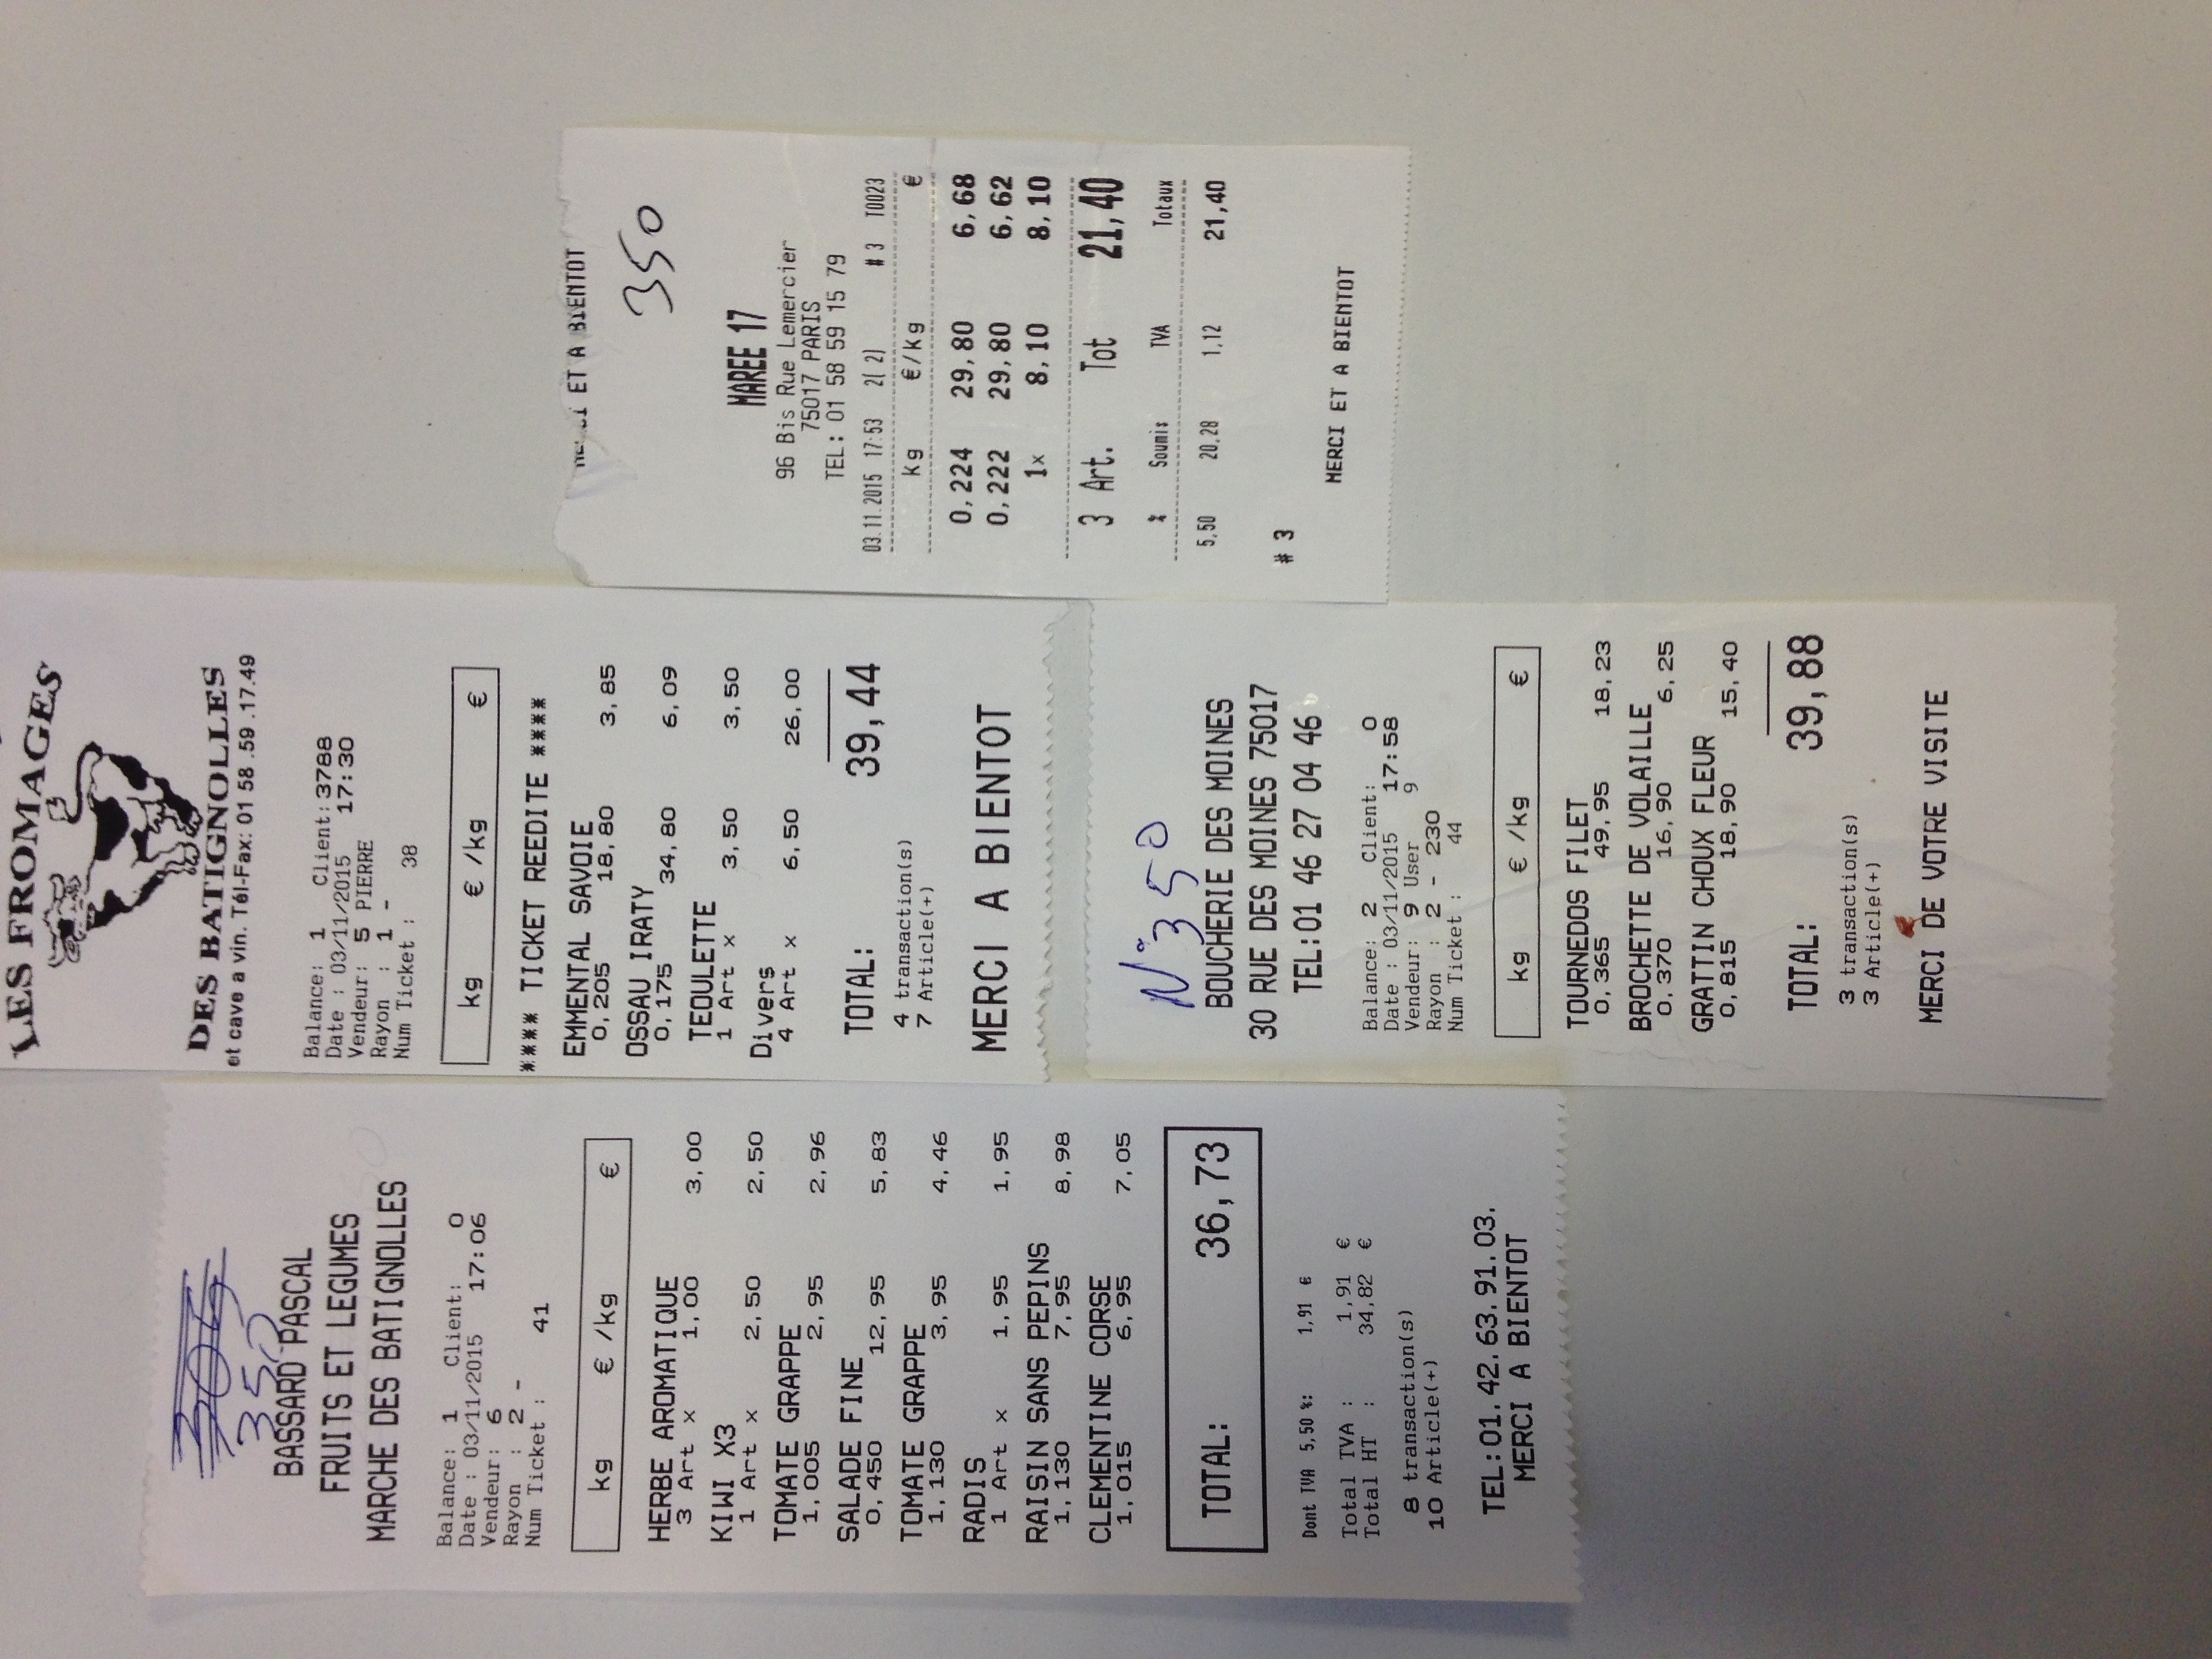 305
350
BASSARD PASCAL
FRUITS ET LEGUMES
MARCHE DES BATIGNOLLES
Balance: 1 Client: 0
Date : 03/11/2015 17:06
Vendeur: 6
Rayon : 2 -
Num Ticket : 41
kg € /kg €
HERBE AROMATIQUE
3 Art x 1,00 3,00
KIWI X3
1 Art x 2,50 2,50
TOMATE GRAPPE
1,005 2,95 2,96
SALADE FINE
0,450 12,95 5,83
TOMATE GRAPPE
1,130 3,95 4,46
RADIS
1 Art x 1,95 1,95
RAISIN SANS PEPINS
1,130 7,95 8,98
CLEMENTINE CORSE
1,015 6,95 7,05
TOTAL: 36,73
Dont TVA 5,50 %: 1,91 €
Total TVA : 1,91 €
Total HT : 34,82 €
8 transaction(s)
10 Article(+)
TEL:01.42.63.91.03.
MERCI A BIENTOT
LES FROMAGES
DES BATIGNOLLES
et cave a vin. Tél-Fax: 01 58 .59 .17.49
Balance: 1 Client:3788
Date : 03/11/2015 17:30
Vendeur: 5 PIERRE
Rayon : 1 -
Num Ticket : 38
kg € /kg €
**** TICKET REEDITE ****
EMMENTAL SAVOIE
0,205 18,80 3,85
OSSAU IRATY
0,175 34,80 6,09
TEOULETTE
1 Art x 3,50 3,50
Divers
4 Art x 6,50 26,00
TOTAL: 39,44
4 transaction(s)
7 Article(+)
MERCI A BIENTOT
N°350
BOUCHERIE DES MOINES
30 RUE DES MOINES 75017
TEL:01 46 27 04 46
Balance: 2 Client: 0
Date : 03/11/2015 17:58
Vendeur: 9 User 9
Rayon : 2 - 230
Num Ticket : 44
kg € /kg €
TOURNEDOS FILET
0,365 49,95 18,23
BROCHETTE DE VOLAILLE
0,370 16,90 6,25
GRATTIN CHOUX FLEUR
0,815 18,90 15,40
TOTAL: 39,88
3 transaction(s)
3 Article(+)
MERCI DE VOTRE VISITE
MERCI ET A BIENTOT
350
MAREE 17
96 Bis Rue Lemercier
75017 PARIS
TEL: 01 58 59 15 79
03.11.2015 17:53 2( 2) # 3 T0023
kg €/kg €
0,224 29,80 6,68
0,222 29,80 6,62
1x 8,10 8,10
3 Art. Tot 21,40
% Soumis TVA Totaux
5,50 20,28 1,12 21,40
# 3
MERCI ET A BIENTOT